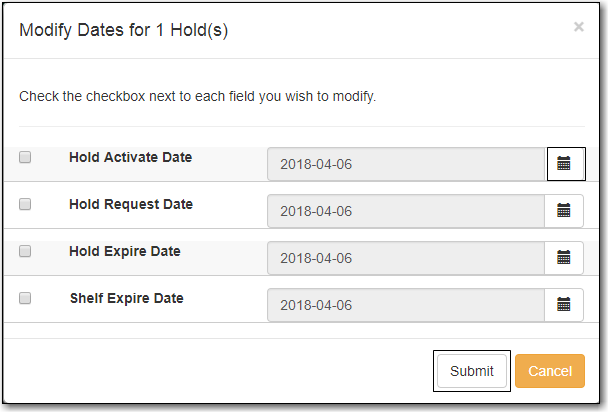 Modify Dates for 1 Hold(s) ×
Check the checkbox next to each field you wish to modify.
Hold Activate Date 2018-04-06
Hold Request Date 2018-04-06
Hold Expire Date 2018-04-06
Shelf Expire Date 2018-04-06
Submit Cancel